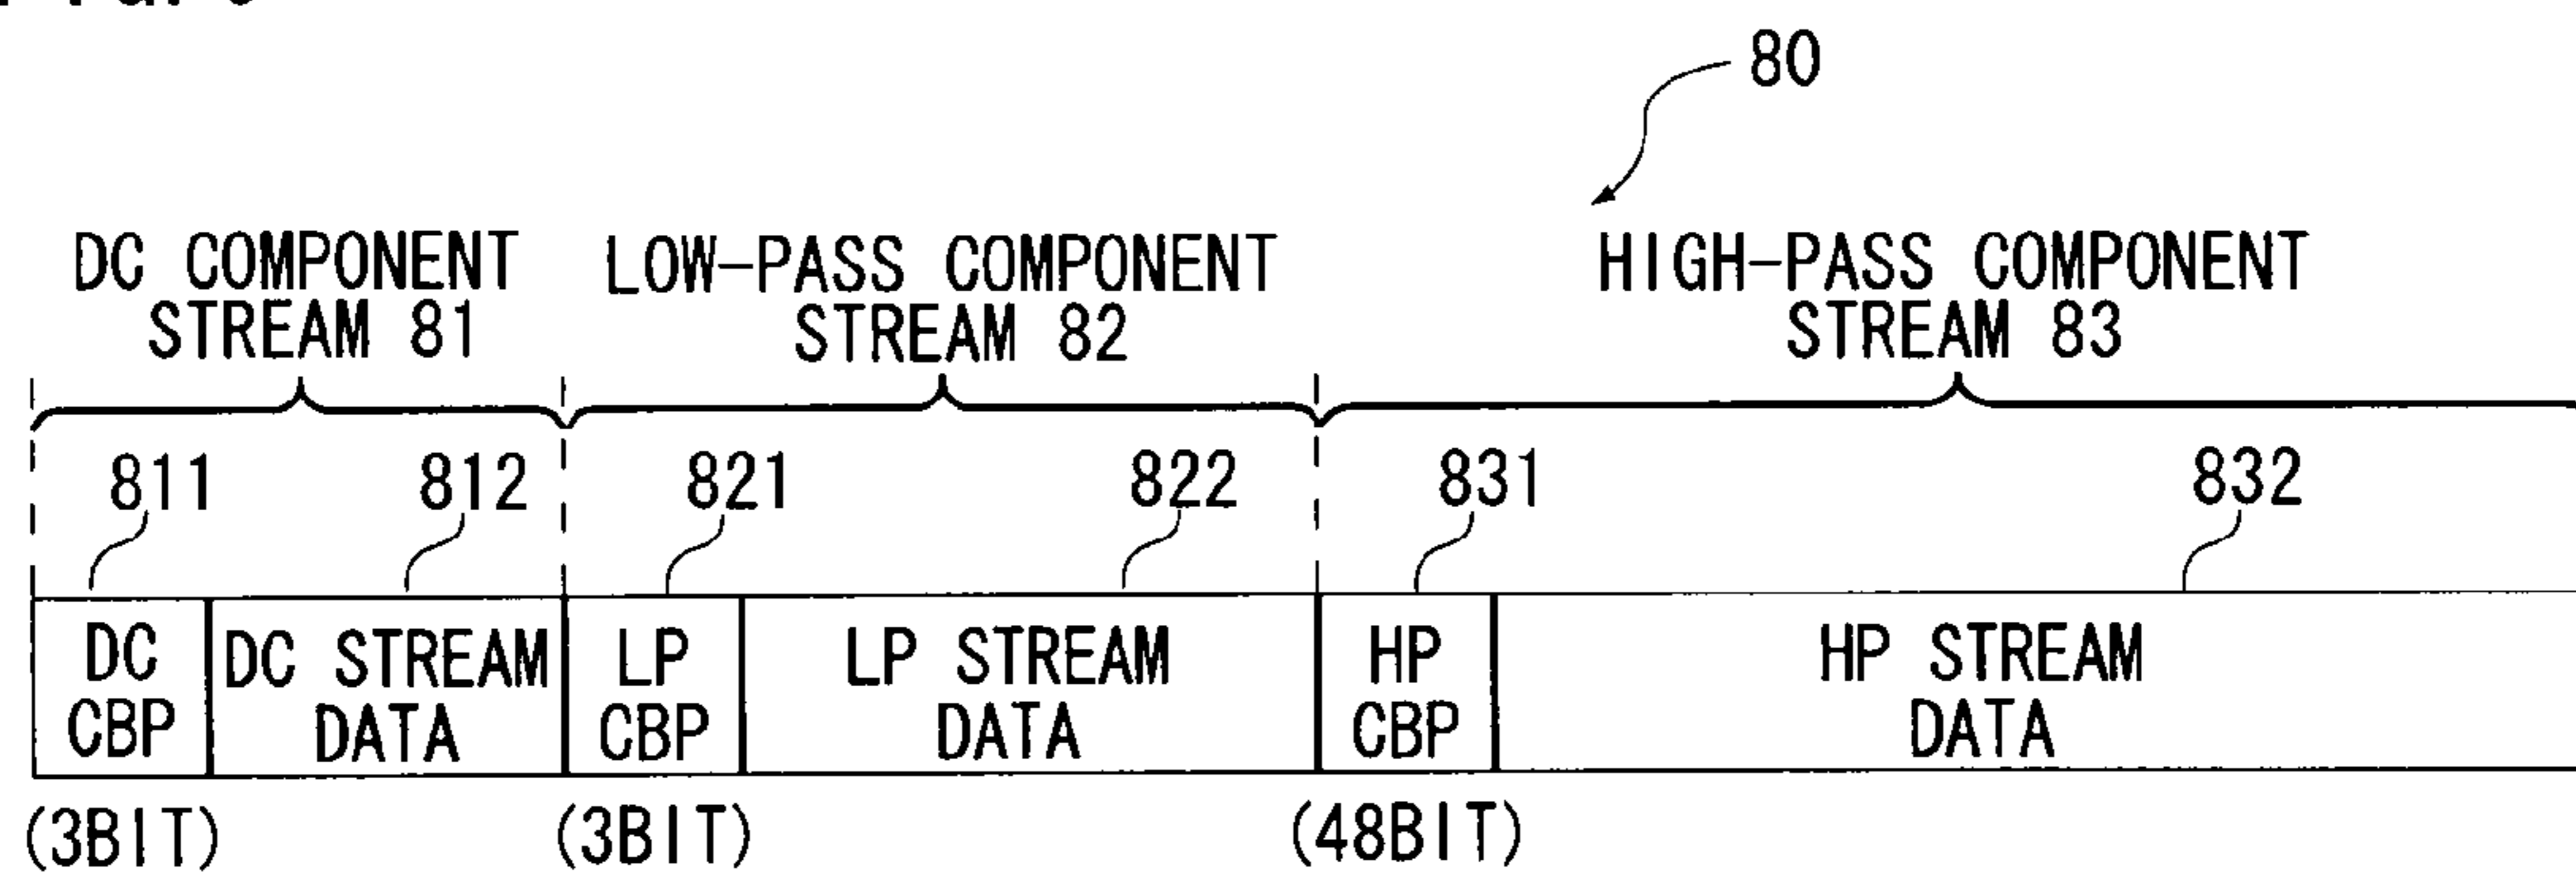 80
DC COMPONENT
STREAM 81
LOW-PASS COMPONENT
STREAM 82
HIGH-PASS COMPONENT
STREAM 83
811
812
821
822
831
832
DC
CBP
DC STREAM
DATA
LP
CBP
LP STREAM
DATA
HP
CBP
HP STREAM
DATA
(3BIT)
(3BIT)
(48BIT)